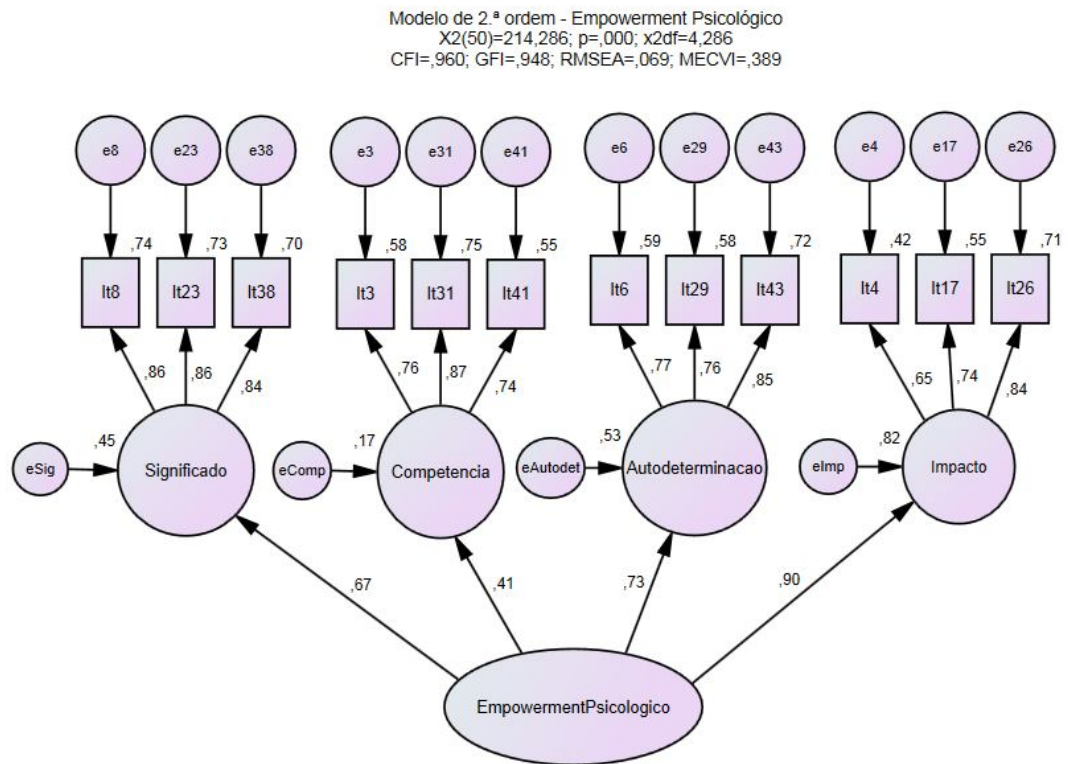 Modelo de 2.ª ordem - Empowerment Psicológico
X2(50)=214,286; p=,000; x2df=4,286
CFI=,960; GFI=,948; RMSEA=,069; MECVI=,389
e8 e23 e38 e3 e31 e41 e6 e29 e43 e4 e17 e26
,74 ,73 ,70 ,58 ,75 ,55 ,59 ,58 ,72 ,42 ,55 ,71
It8 It23 It38 It3 It31 It41 It6 It29 It43 It4 It17 It26
,86 ,86 ,84 ,76 ,87 ,74 ,77 ,76 ,85 ,65 ,74 ,84
,45 ,17 ,53 ,82
eSig Significado eComp Competencia eAutodet Autodeterminacao eImp Impacto
,67 ,41 ,73 ,90
EmpowermentPsicologico